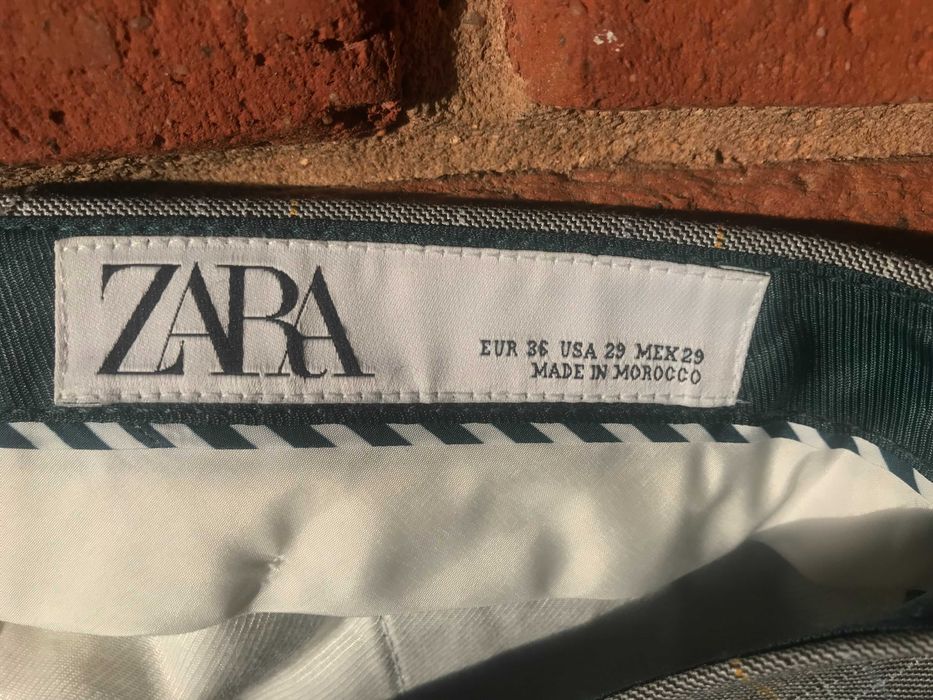 ZARA
EUR 36 USA 29 MEX 29
MADE IN MOROCCO